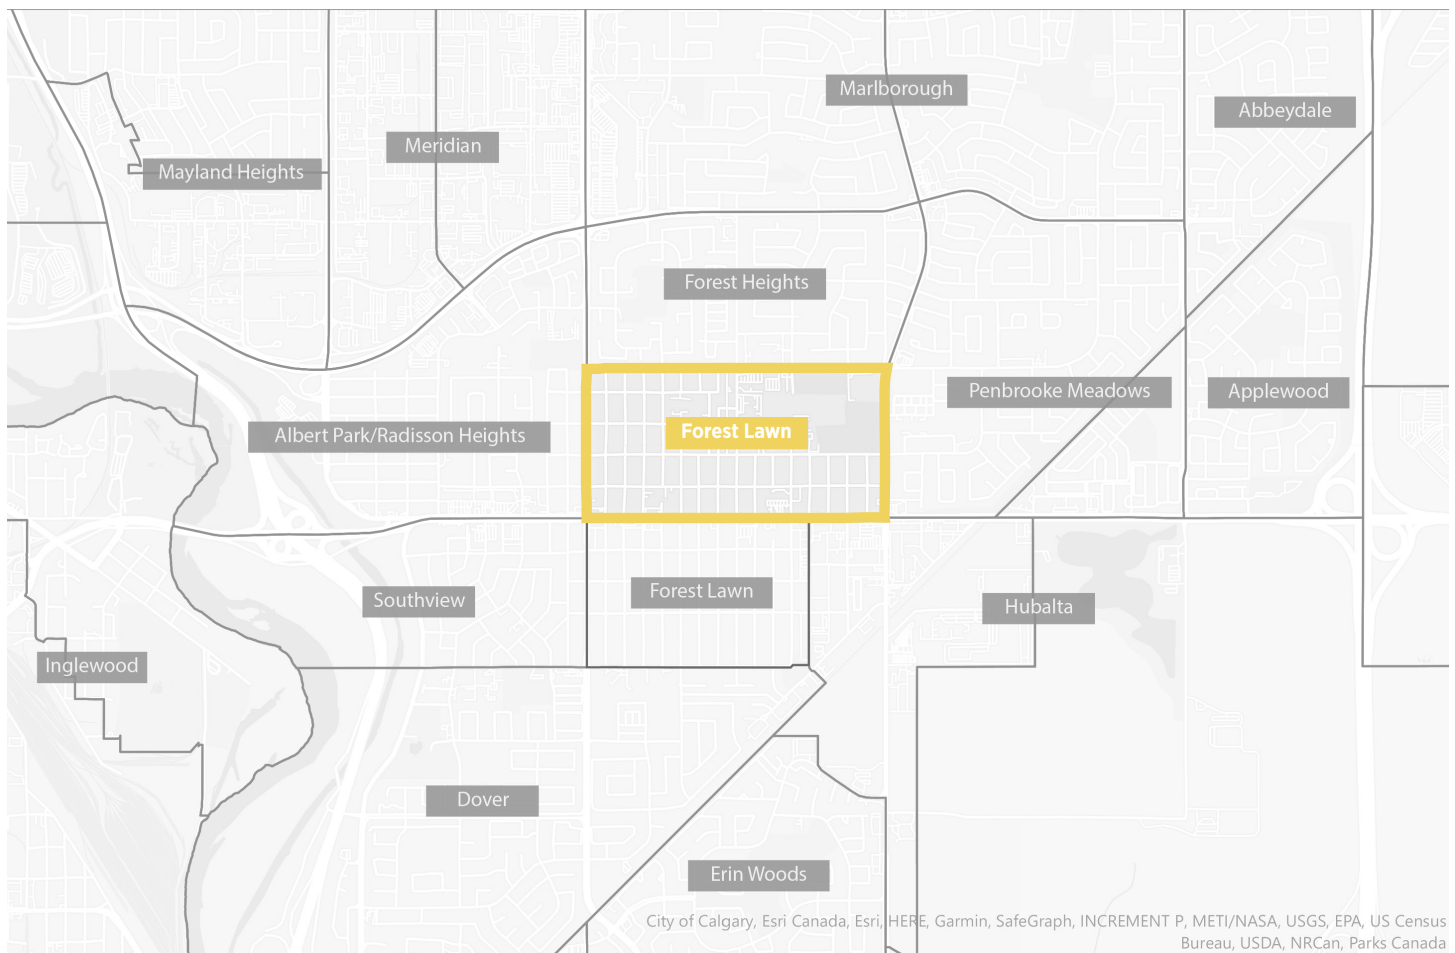 Marlborough
Abbeydale
Meridian
Mayland Heights
Forest Heights
Penbrooke Meadows
Applewood
Forest Lawn
Albert Park/Radisson Heights
Forest Lawn
Southview
Hubalta
Inglewood
Dover
Erin Woods
City of Calgary, Esri Canada, Esri, HERE, Garmin, SafeGraph, INCREMENT P, METI/NASA, USGS, EPA, US Census
Bureau, USDA, NRCan, Parks Canada